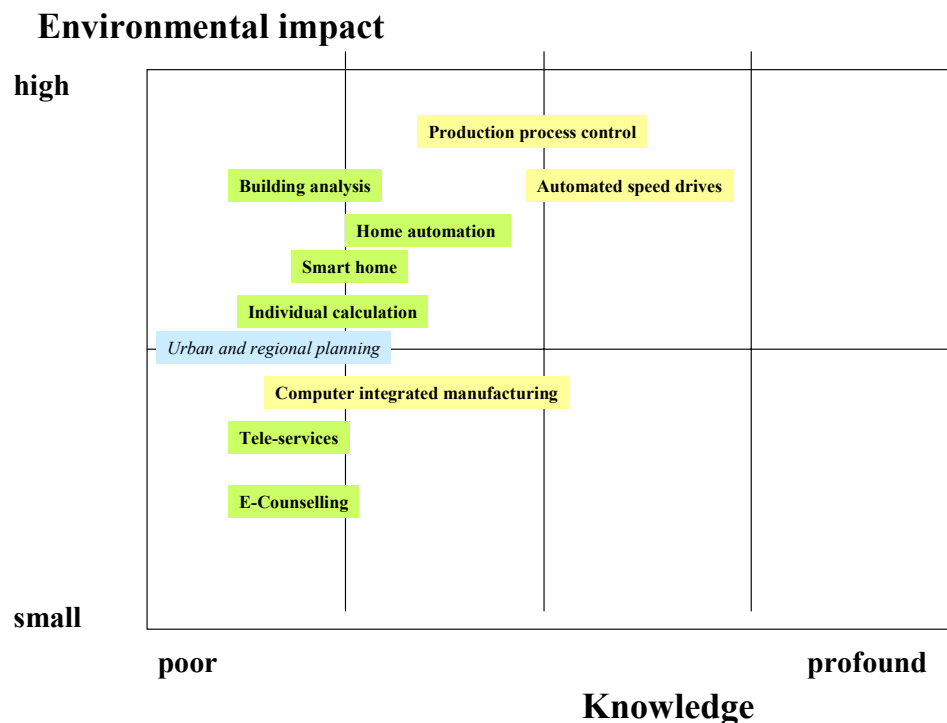 Environmental impact
high
Production process control
Building analysis
Automated speed drives
Home automation
Smart home
Individual calculation
Urban and regional planning
Computer integrated manufacturing
Tele-services
E-Counselling
small
poor
profound
Knowledge